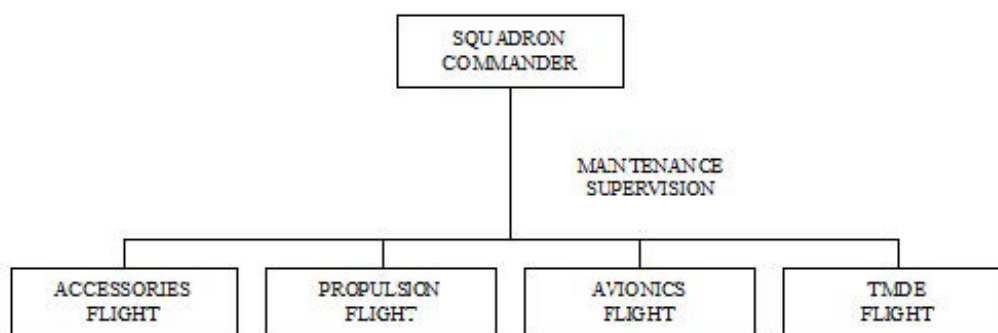 SQUADRON
COMMANDER
MAINTENANCE
SUPERVISION
ACCESSORIES
FLIGHT
PROPULSION
FLIGHT
AVIONICS
FLIGHT
TMDE
FLIGHT